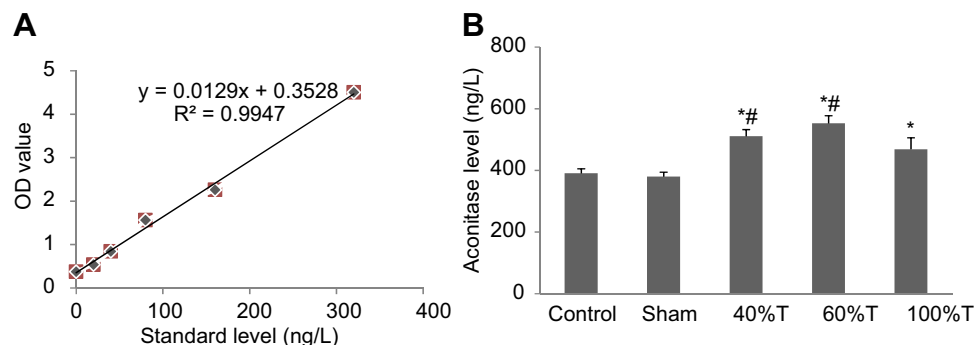 A
5
4
3
2
1
0
OD value
y = 0.0129x + 0.3528
R² = 0.9947
0 100 200 300 400
Standard level (ng/L)
B
800
600
400
200
0
Aconitase level (ng/L)
*#
*#
*
Control Sham 40%T 60%T 100%T